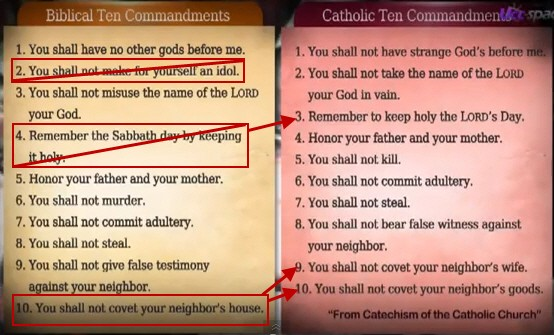 Biblical Ten Commandments
1. You shall have no other gods before me.
2. You shall not make for yourself an idol.
3. You shall not misuse the name of the LORD
your God.
4. Remember the Sabbath day by keeping
it holy.
5. Honor your father and your mother.
6. You shall not murder.
7. You shall not commit adultery.
8. You shall not steal.
9. You shall not give false testimony
against your neighbor.
10. You shall not covet your neighbor's house.
Catholic Ten Commandmen
1. You shall not have strange God's before me.
2. You shall not take the name of the LORD
your God in vain.
3. Remember to keep holy the LORD's Day.
4. Honor your father and your mother.
5. You shall not kill.
6. You shall not commit adultery.
7. You shall not steal.
8. You shall not bear false witness against
your neighbor.
9. You shall not covet your neighbor's wife.
10. You shall not covet your neighbor's goods.
"From Catechism of the Catholic Church"